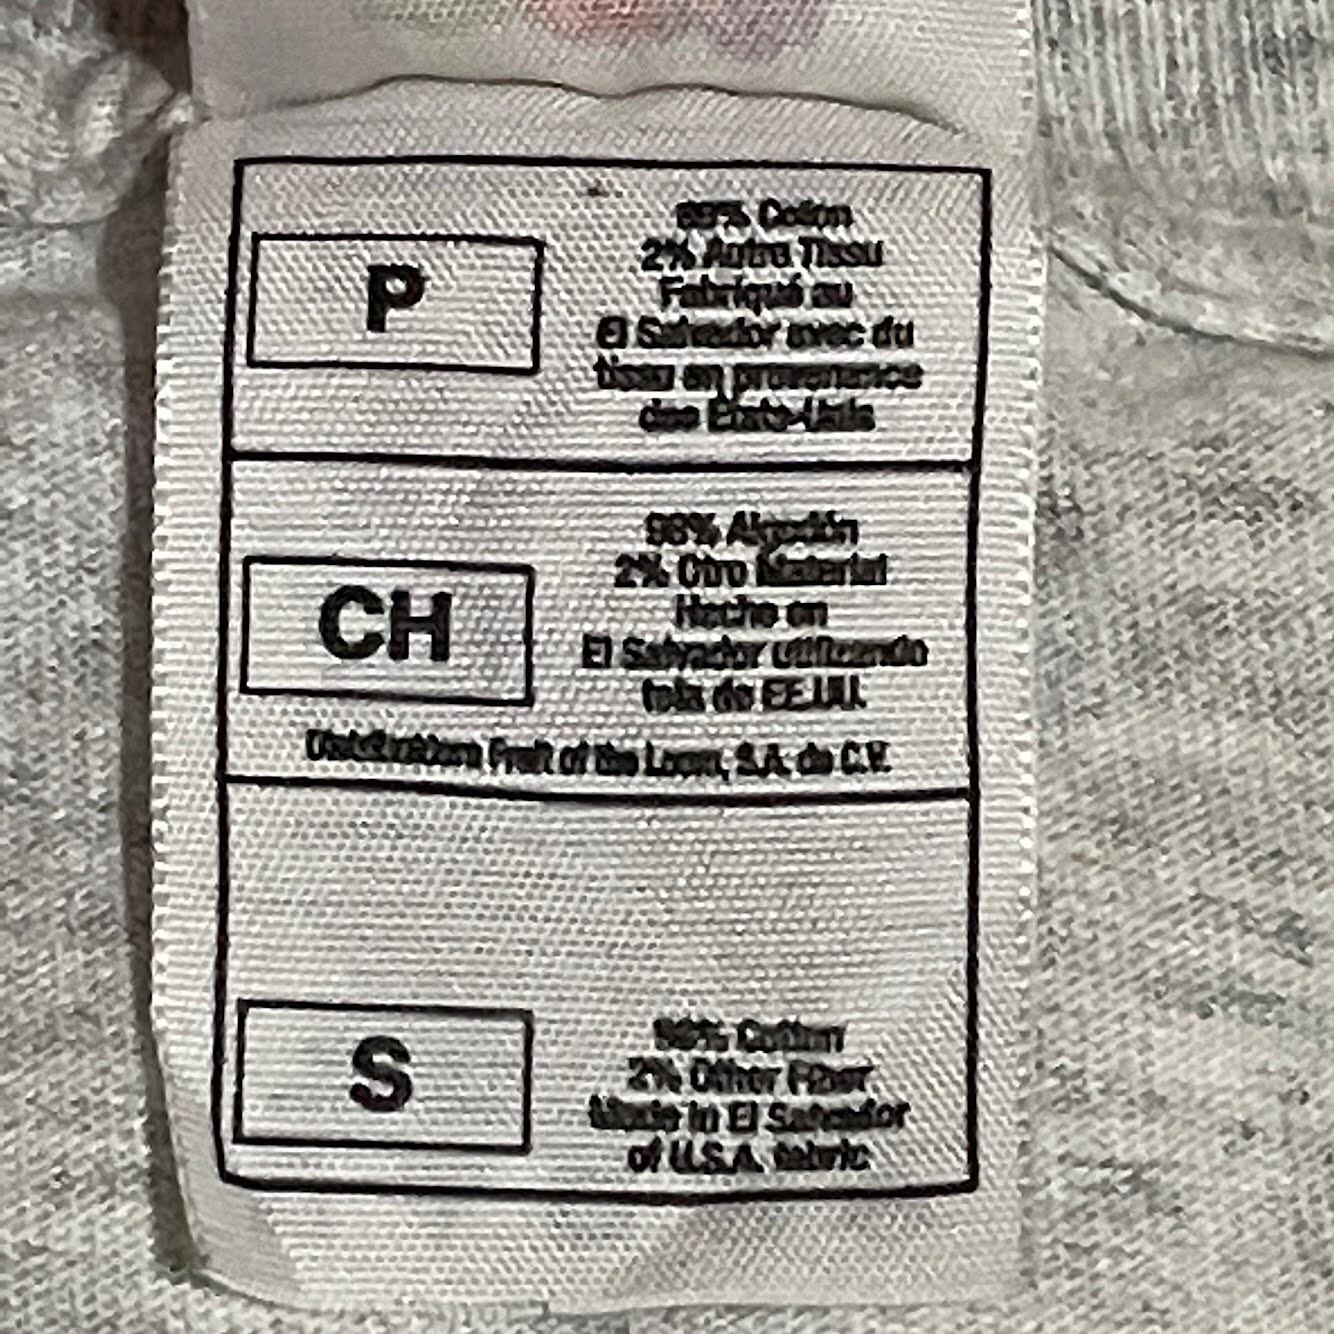 P
98% Coton
2% Autre Tissu
Fabriqué au
El Salvador avec du
tissu en provenance
des États-Unis
CH
98% Algodón
2% Otro Material
Hecho en
El Salvador utilizando
tela de EE.UU.
Distribuidora Fruit of the Loom, S.A. de C.V.
S
98% Cotton
2% Other Fiber
Made in El Salvador
of U.S.A. fabric